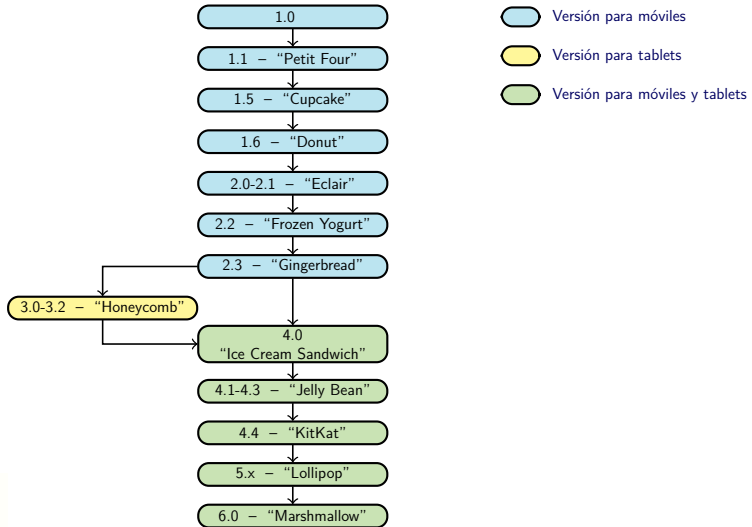 1.0
1.1 – “Petit Four”
1.5 – “Cupcake”
1.6 – “Donut”
2.0-2.1 – “Eclair”
2.2 – “Frozen Yogurt”
2.3 – “Gingerbread”
3.0-3.2 – “Honeycomb”
4.0
“Ice Cream Sandwich”
4.1-4.3 – “Jelly Bean”
4.4 – “KitKat”
5.x – “Lollipop”
6.0 – “Marshmallow”
Versión para móviles
Versión para tablets
Versión para móviles y tablets